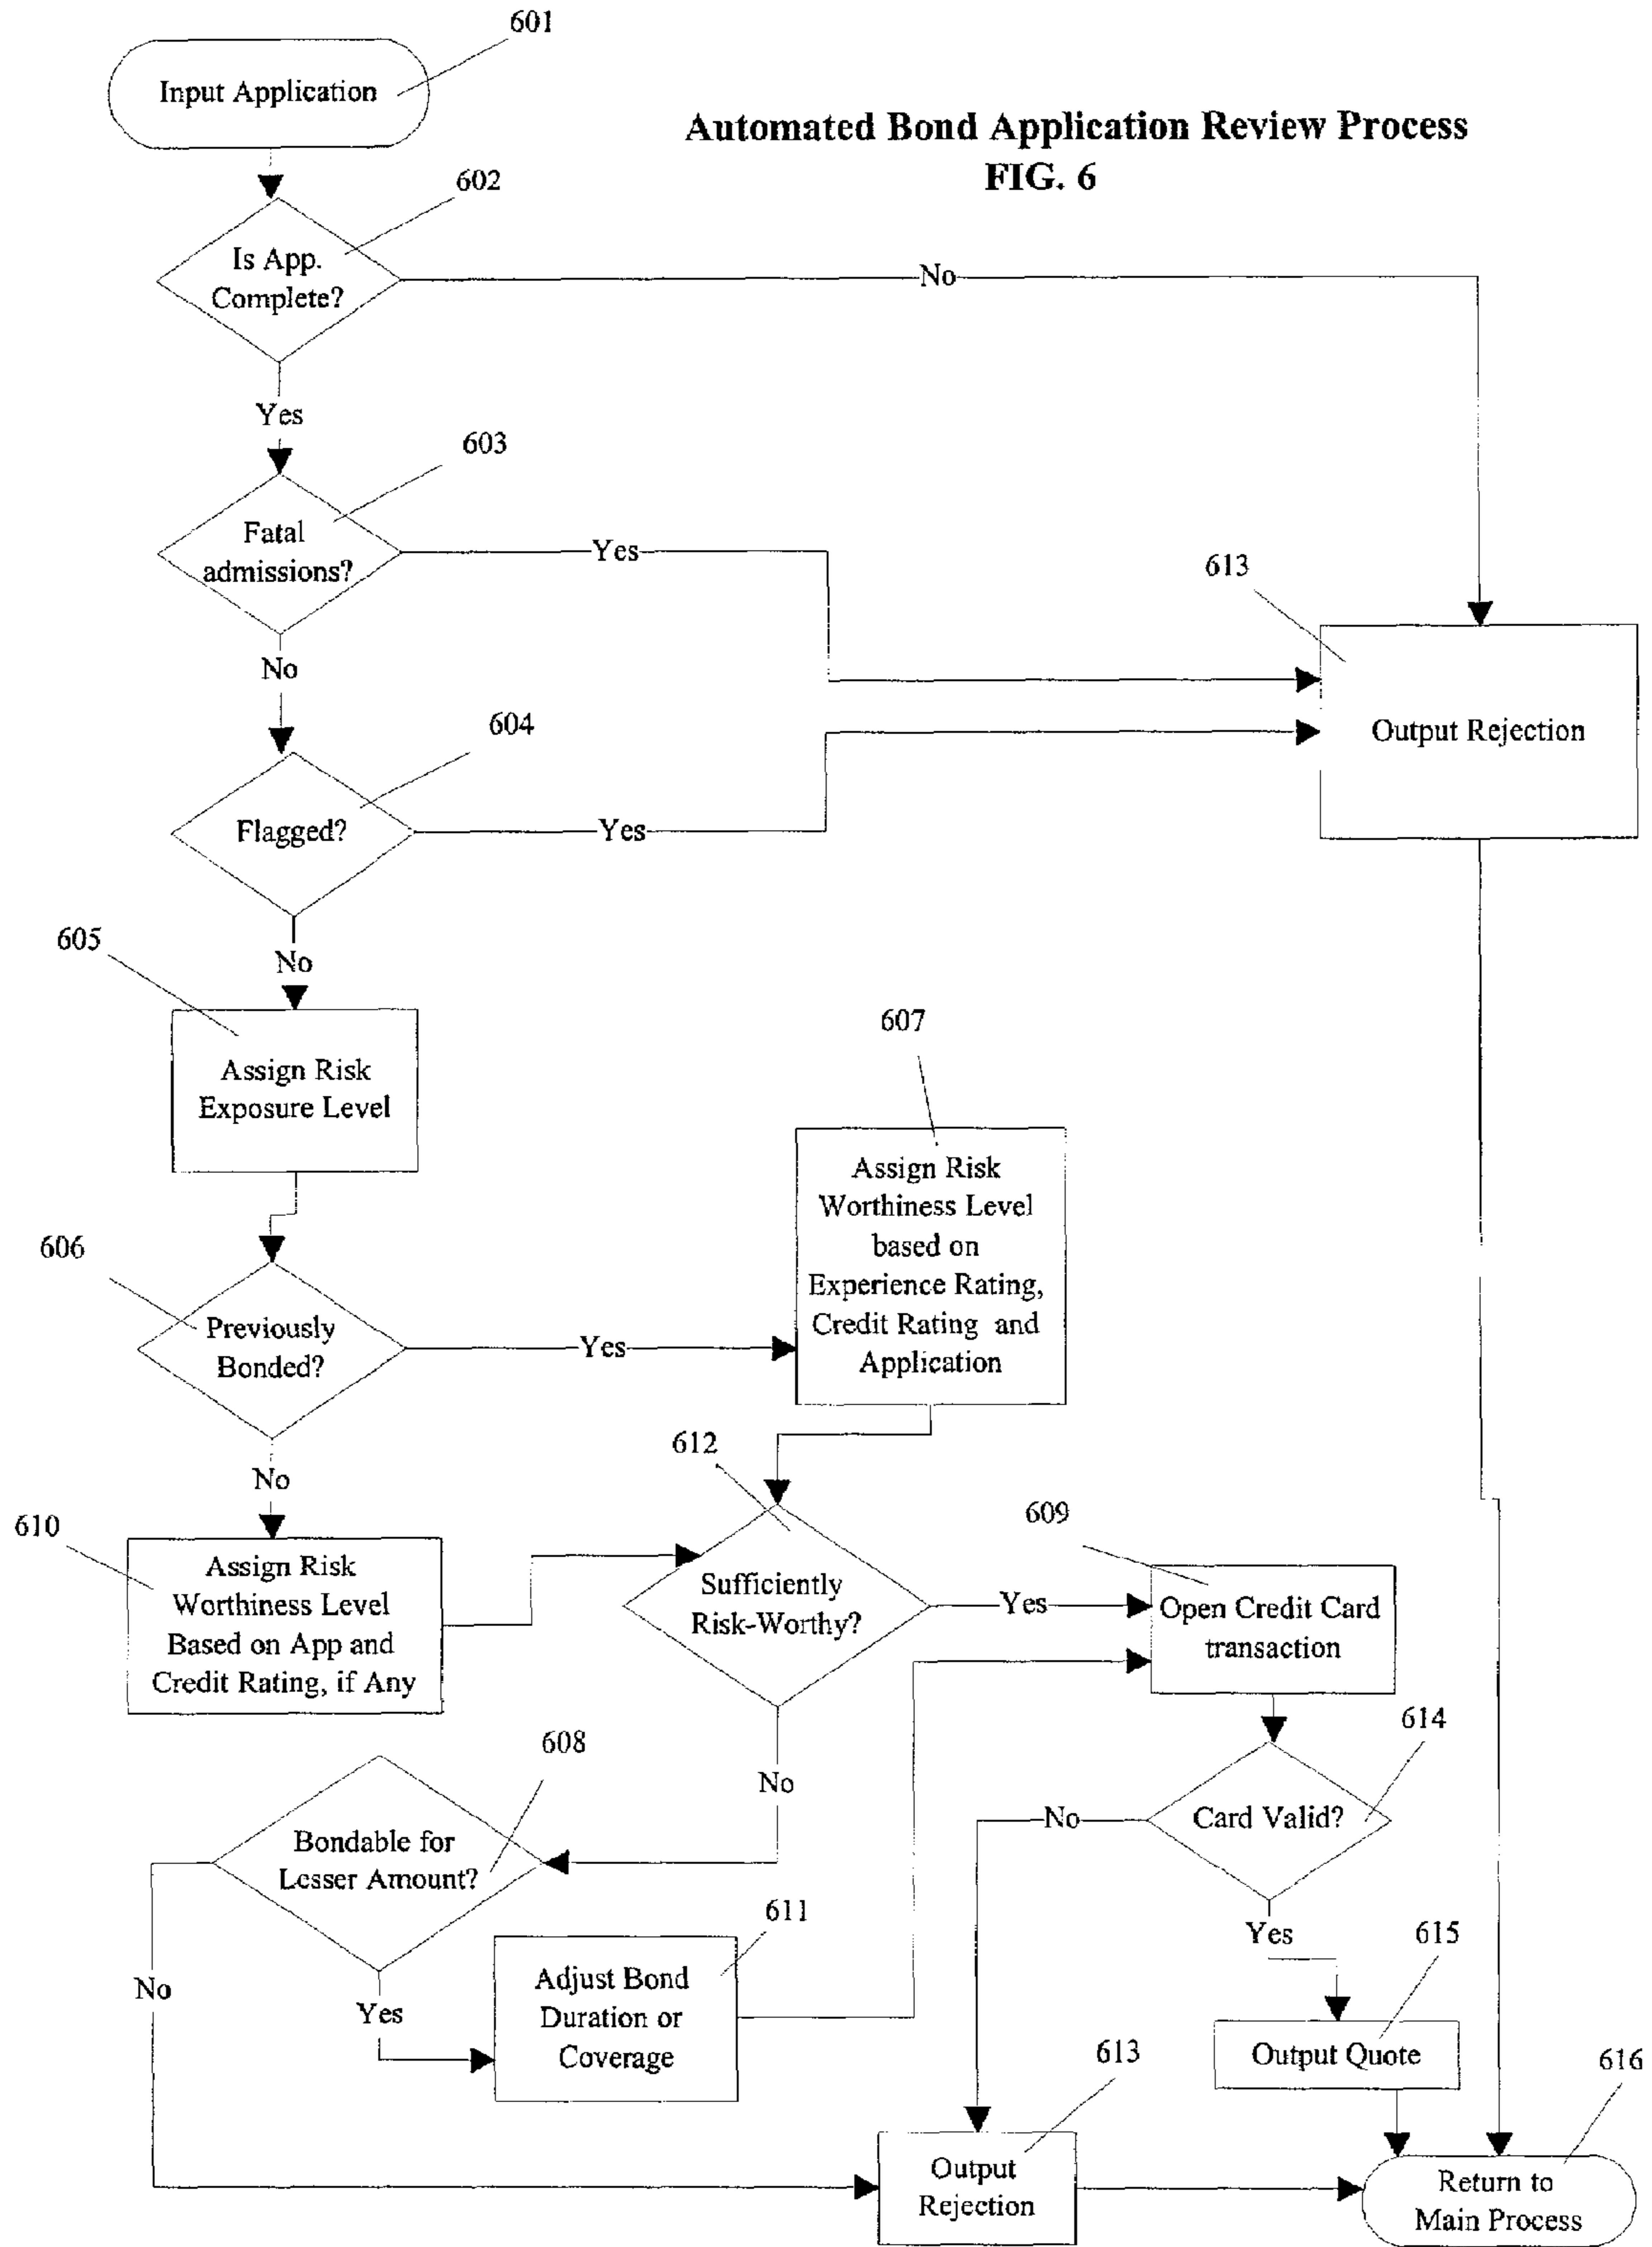 601
Input Application
Automated Bond Application Review Process
FIG. 6
602
Is App.
Complete?
No
Yes
603
Fatal
admissions?
Yes
613
No
Output Rejection
604
Flagged?
Yes
605
No
Assign Risk
Exposure Level
607
Assign Risk
Worthiness Level
based on
Experience Rating,
Credit Rating and
Application
606
Previously
Bonded?
Yes
No
612
610
Assign Risk
Worthiness Level
Based on App and
Credit Rating, if Any
Sufficiently
Risk-Worthy?
Yes
609
Open Credit Card
transaction
614
608
No
Card Valid?
No
Bondable for
Lesser Amount?
Yes
611
615
No
Yes
Adjust Bond
Duration or
Coverage
Output Quote
613
616
Output
Rejection
Return to
Main Process